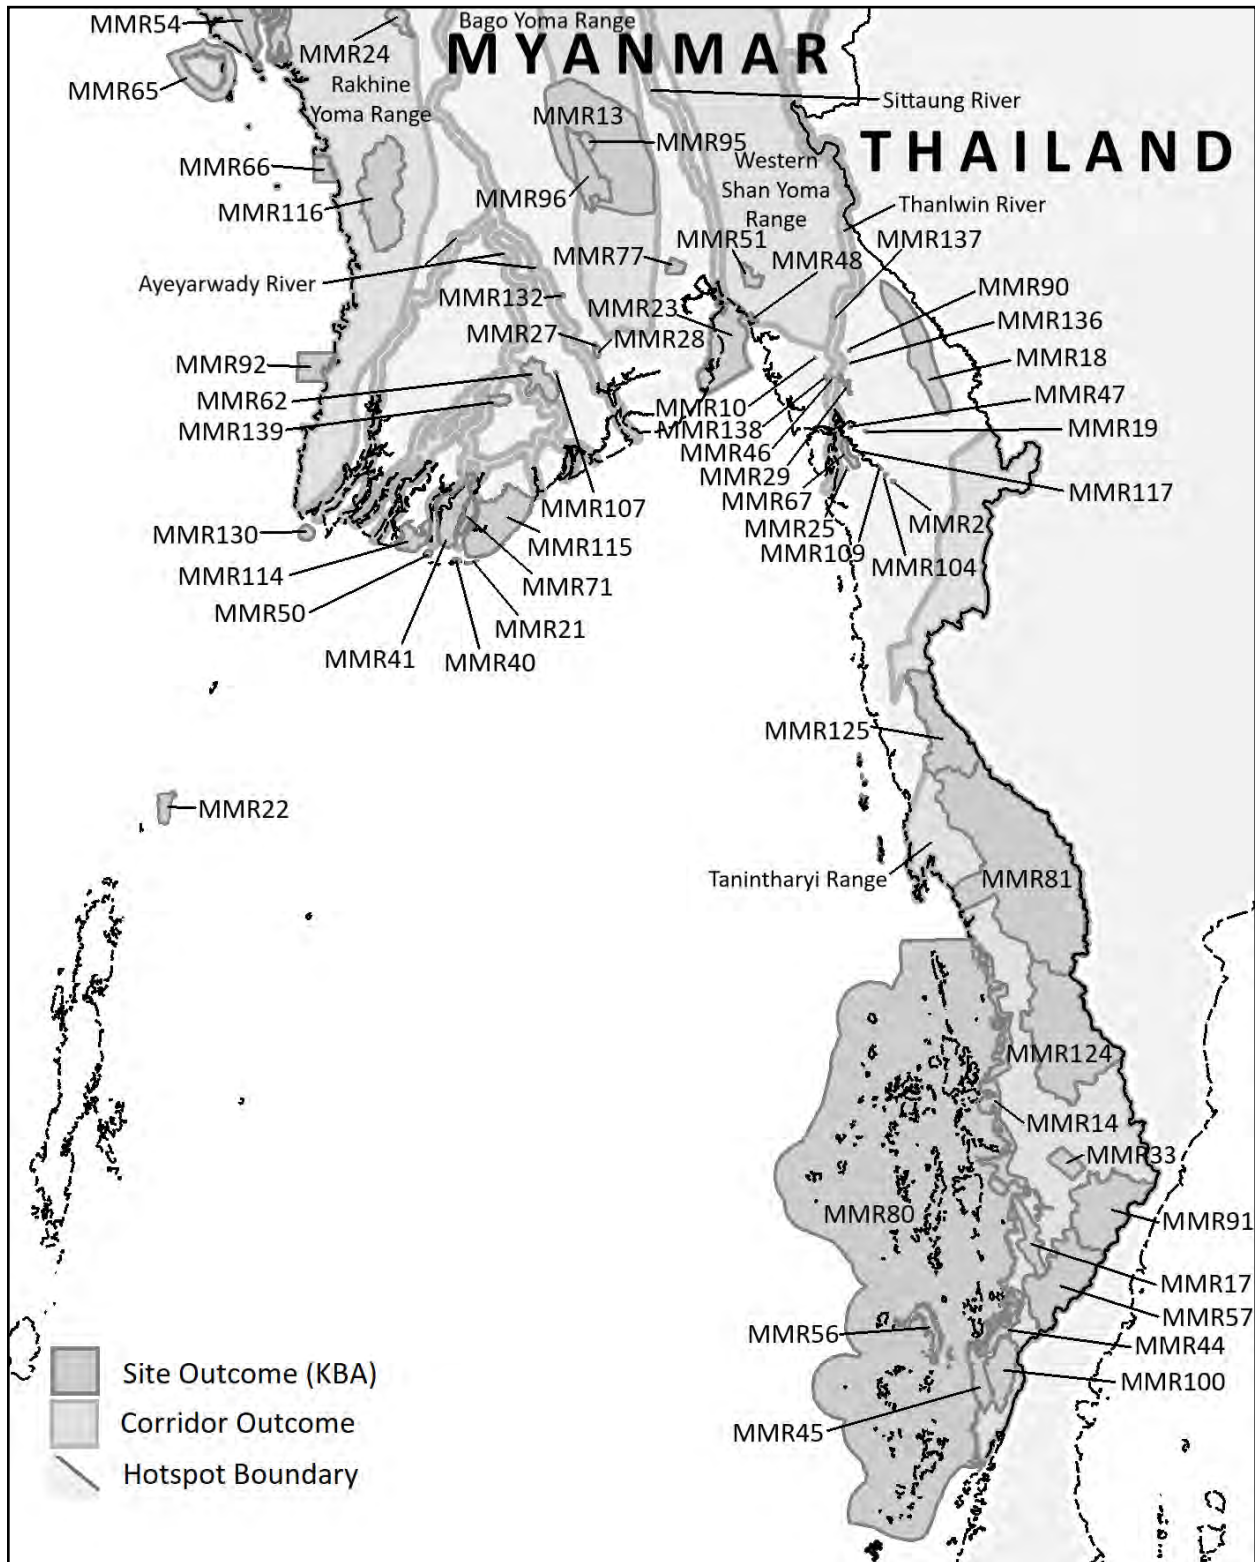 MMR54
Bago Yoma Range
MMR24
MYANMAR
MMR65
Rakhine
Yoma Range
Sittaung River
MMR13
MMR95
THAILAND
MMR66
Western
Shan Yoma
Range
MMR96
MMR116
Thanlwin River
MMR51
MMR137
MMR77
MMR48
Ayeyarwady River
MMR90
MMR132
MMR23
MMR136
MMR27
MMR28
MMR18
MMR92
MMR47
MMR62
MMR10
MMR19
MMR139
MMR138
MMR46
MMR29
MMR117
MMR67
MMR107
MMR2
MMR25
MMR130
MMR115
MMR109
MMR104
MMR114
MMR71
MMR50
MMR21
MMR41
MMR40
MMR125
MMR22
Tanintharyi Range
MMR81
MMR124
MMR14
MMR33
MMR80
MMR91
MMR17
MMR57
MMR56
MMR44
MMR100
MMR45
Site Outcome (KBA)
Corridor Outcome
Hotspot Boundary